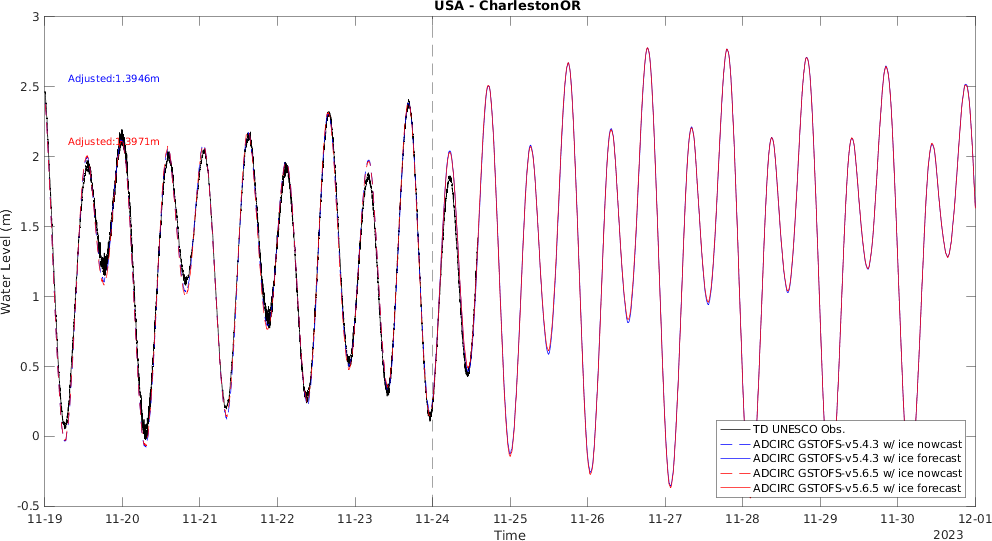 USA - CharlestonOR
Adjusted:1.3946m
Adjusted:1.3971m
Water Level (m)
3
2.5
2
1.5
1
0.5
0
-0.5
TD UNESCO Obs.
ADCIRC GSTOFS-v5.4.3 w/ ice nowcast
ADCIRC GSTOFS-v5.4.3 w/ ice forecast
ADCIRC GSTOFS-v5.6.5 w/ ice nowcast
ADCIRC GSTOFS-v5.6.5 w/ ice forecast
11-19 11-20 11-21 11-22 11-23 11-24 11-25 11-26 11-27 11-28 11-29 11-30 12-01
Time
2023